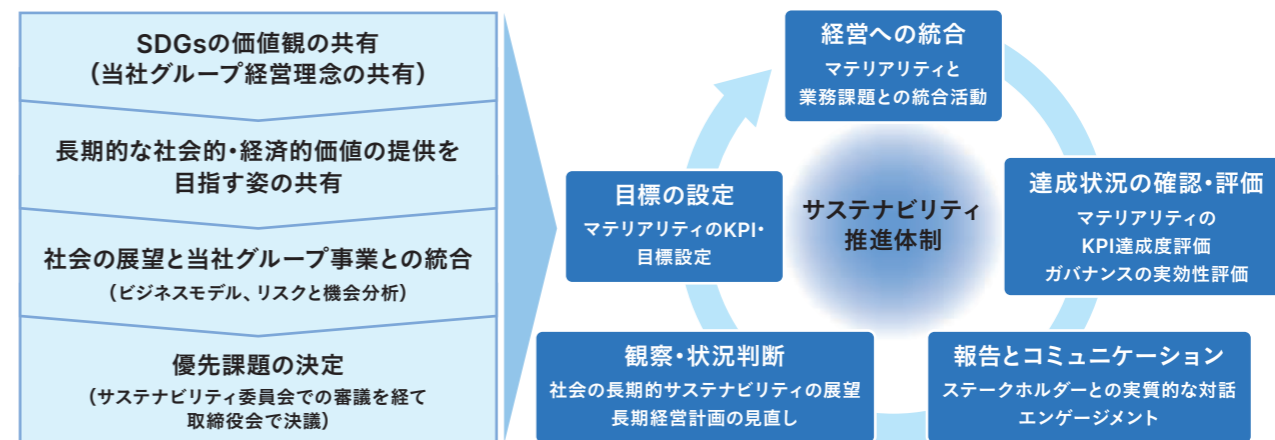 SDGsの価値観の共有
（当社グループ経営理念の共有）
長期的な社会的・経済的価値の提供を
目指す姿の共有
社会の展望と当社グループ事業との統合
（ビジネスモデル、リスクと機会分析）
優先課題の決定
（サステナビリティ委員会での審議を経て
取締役会で決議）
経営への統合
マテリアリティと
業務課題との統合活動
達成状況の確認・評価
マテリアリティの
KPI達成度評価
ガバナンスの実効性評価
報告とコミュニケーション
ステークホルダーとの実質的な対話
エンゲージメント
観察・状況判断
社会の長期的サステナビリティの展望
長期経営計画の見直し
目標の設定
マテリアリティのKPI・
目標設定
サステナビリティ
推進体制